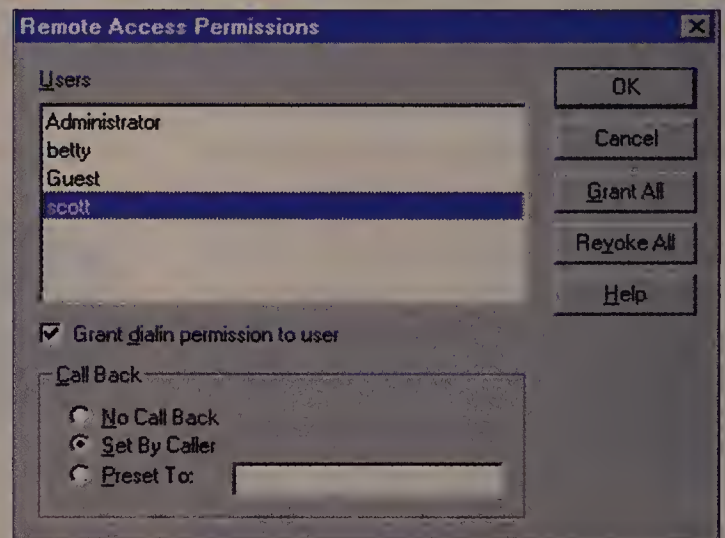 Remote Access Permissions
Users
Administrator
betty
Guest
scott
Grant dialin permission to user
Call Back
No Call Back
Set By Caller
Preset To:
OK
Cancel
Grant All
Revoke All
Help